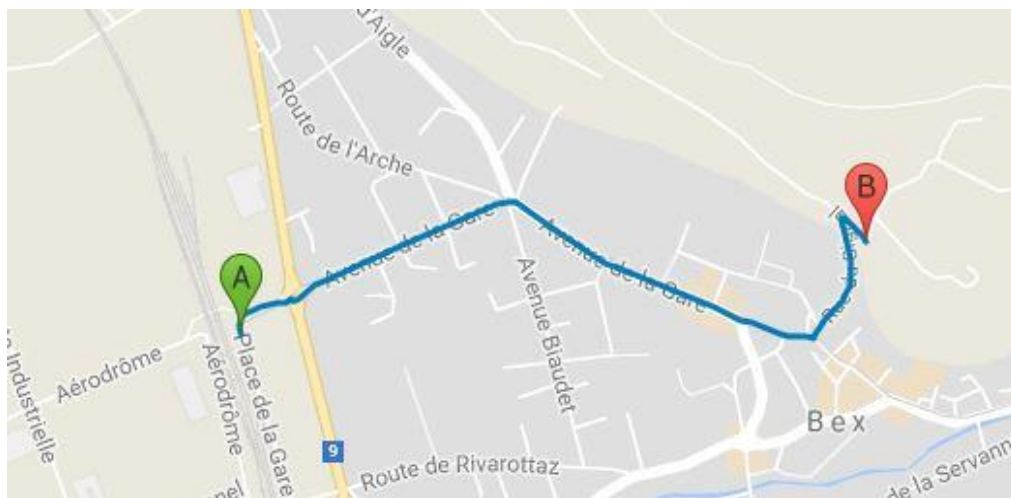 d'Aigle
Route de l'Arche
B
A
Avenue de la Gare
Avenue de la Gare
Avenue Biaudet
Aérodrôme
Aérodrôme
Place de la Gare
Industrielle
9
Route de Rivarottaz
Bex
de la Servanne